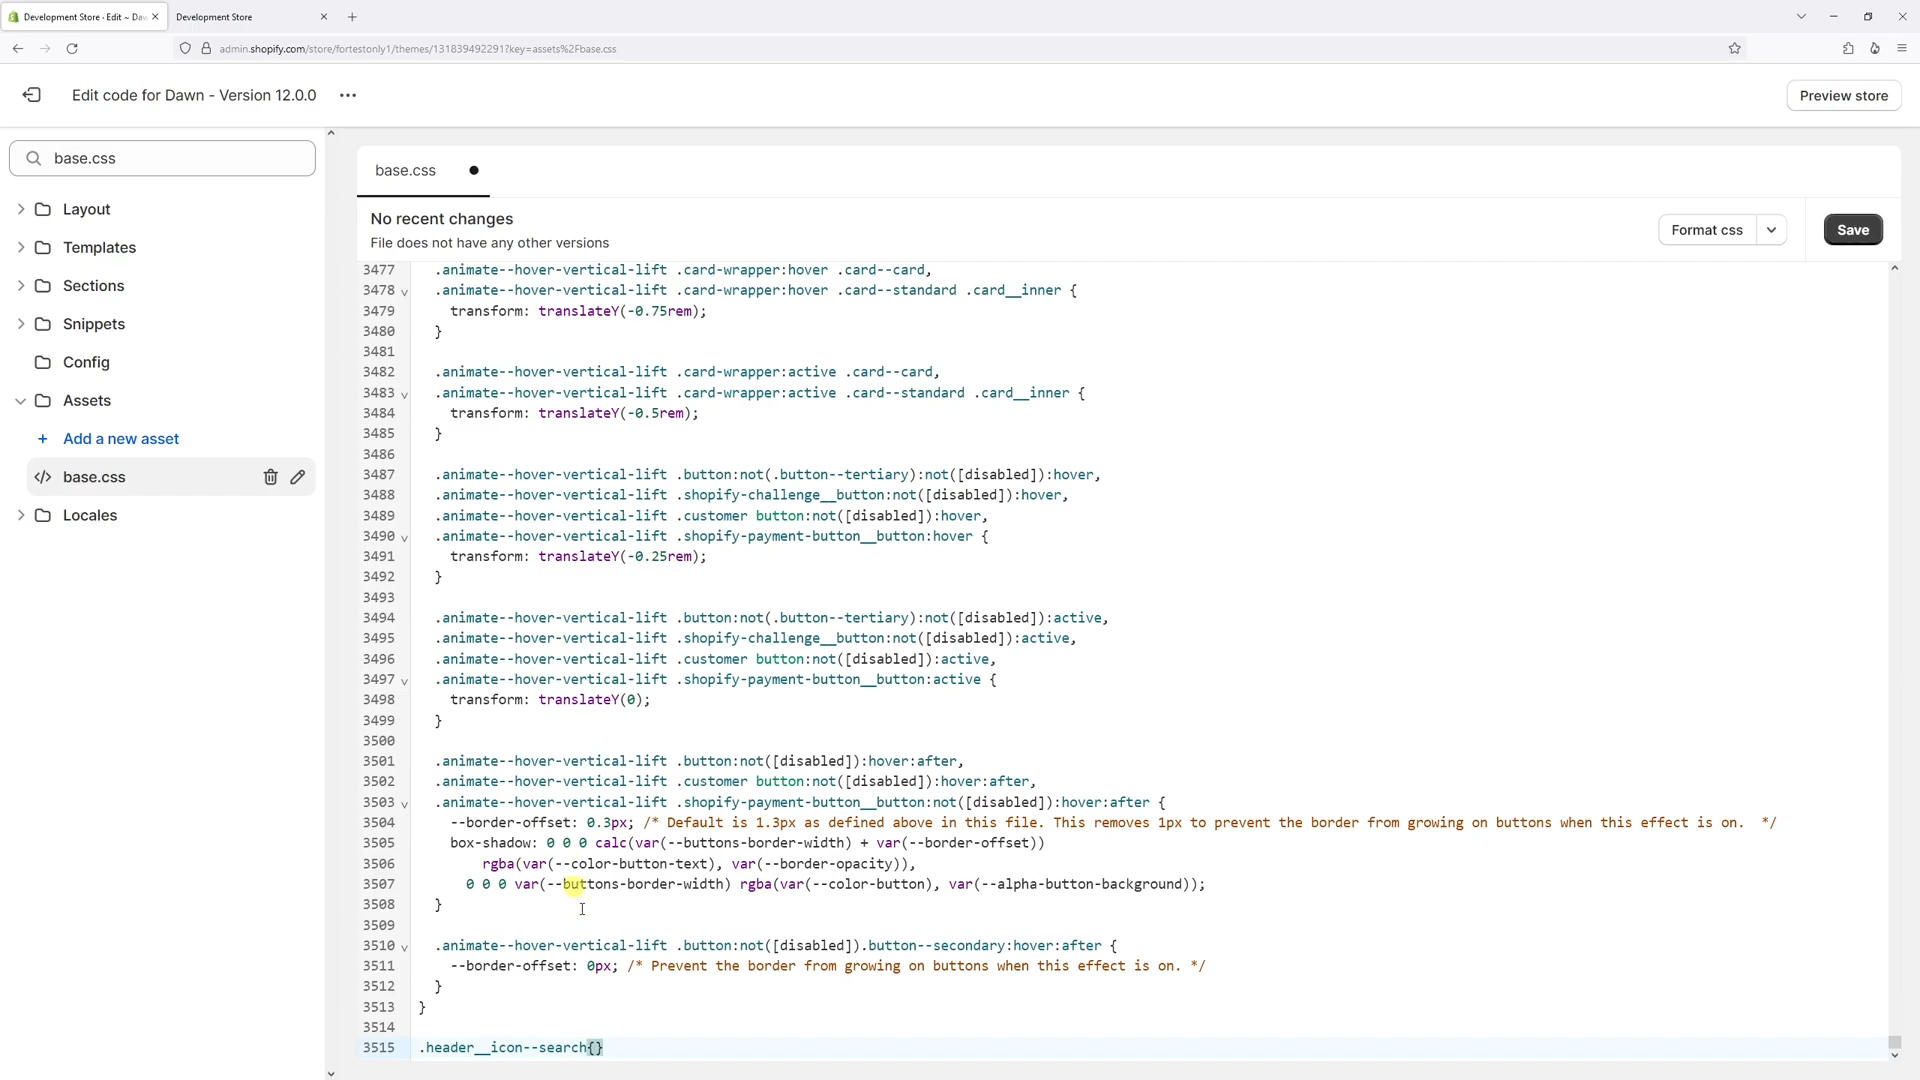 Development Store - Edit ~ Da
Development Store
admin.shopify.com/store/fortestonly1/themes/131839492291?key=assets%2Fbase.css
Edit code for Dawn - Version 12.0.0
Preview store
base.css
Layout
Templates
Sections
Snippets
Config
Assets
+ Add a new asset
</> base.css
Locales
base.css
No recent changes
File does not have any other versions
Format css
Save
3477 .animate--hover-vertical-lift .card-wrapper:hover .card--card,
3478 .animate--hover-vertical-lift .card-wrapper:hover .card--standard .card__inner {
3479 transform: translateY(-0.75rem);
3480 }
3481
3482 .animate--hover-vertical-lift .card-wrapper:active .card--card,
3483 .animate--hover-vertical-lift .card-wrapper:active .card--standard .card__inner {
3484 transform: translateY(-0.5rem);
3485 }
3486
3487 .animate--hover-vertical-lift .button:not(.button--tertiary):not([disabled]):hover,
3488 .animate--hover-vertical-lift .shopify-challenge__button:not([disabled]):hover,
3489 .animate--hover-vertical-lift .customer button:not([disabled]):hover,
3490 .animate--hover-vertical-lift .shopify-payment-button__button:hover {
3491 transform: translateY(-0.25rem);
3492 }
3493
3494 .animate--hover-vertical-lift .button:not(.button--tertiary):not([disabled]):active,
3495 .animate--hover-vertical-lift .shopify-challenge__button:not([disabled]):active,
3496 .animate--hover-vertical-lift .customer button:not([disabled]):active,
3497 .animate--hover-vertical-lift .shopify-payment-button__button:active {
3498 transform: translateY(0);
3499 }
3500
3501 .animate--hover-vertical-lift .button:not([disabled]):hover:after,
3502 .animate--hover-vertical-lift .customer button:not([disabled]):hover:after,
3503 .animate--hover-vertical-lift .shopify-payment-button__button:not([disabled]):hover:after {
3504 --border-offset: 0.3px; /* Default is 1.3px as defined above in this file. This removes 1px to prevent the border from growing on buttons when this effect is on.  */
3505 box-shadow: 0 0 0 calc(var(--buttons-border-width) + var(--border-offset))
3506 rgba(var(--color-button-text), var(--border-opacity)),
3507 0 0 0 var(--buttons-border-width) rgba(var(--color-button), var(--alpha-button-background));
3508 }
3509
3510 .animate--hover-vertical-lift .button:not([disabled]).button--secondary:hover:after {
3511 --border-offset: 0px; /* Prevent the border from growing on buttons when this effect is on. */
3512 }
3513 }
3514
3515 .header__icon--search{}